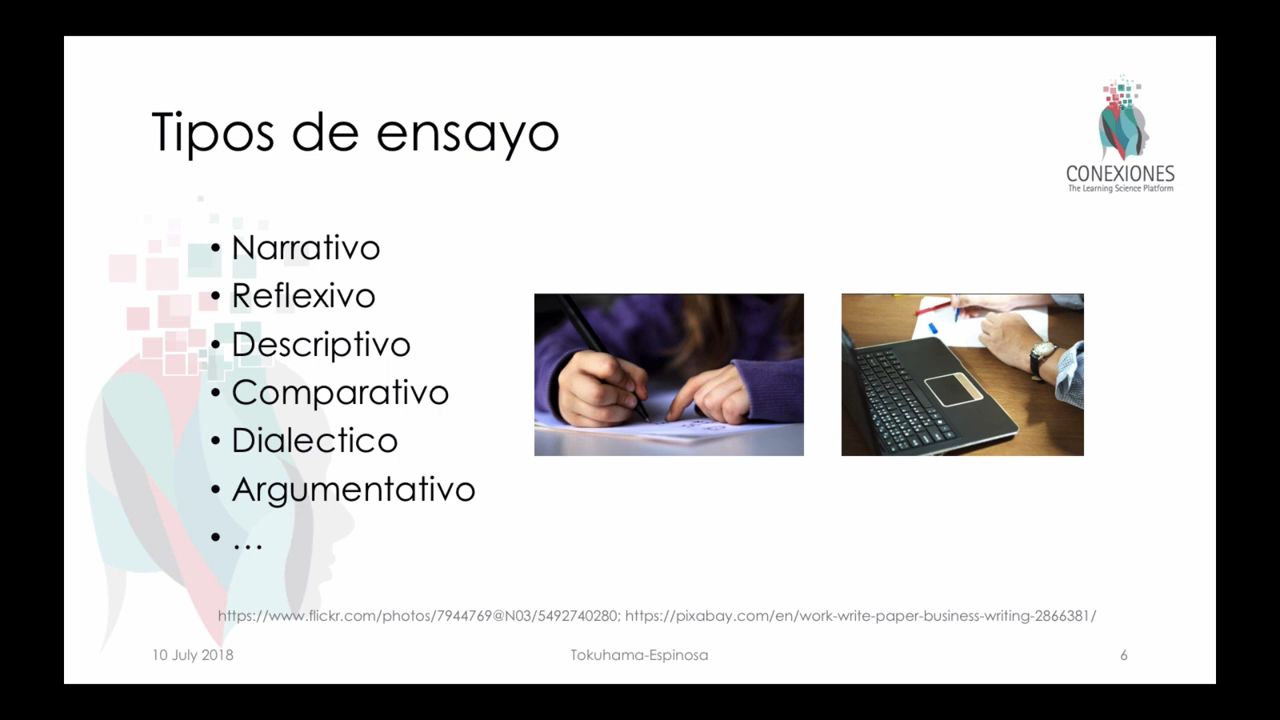 Tipos de ensayo
CONEXIONES
The Learning Science Platform
• Narrativo
• Reflexivo
• Descriptivo
• Comparativo
• Dialectico
• Argumentativo
• …
https://www.flickr.com/photos/7944769@N03/5492740280; https://pixabay.com/en/work-write-paper-business-writing-2866381/
10 July 2018
Tokuhama-Espinosa
6